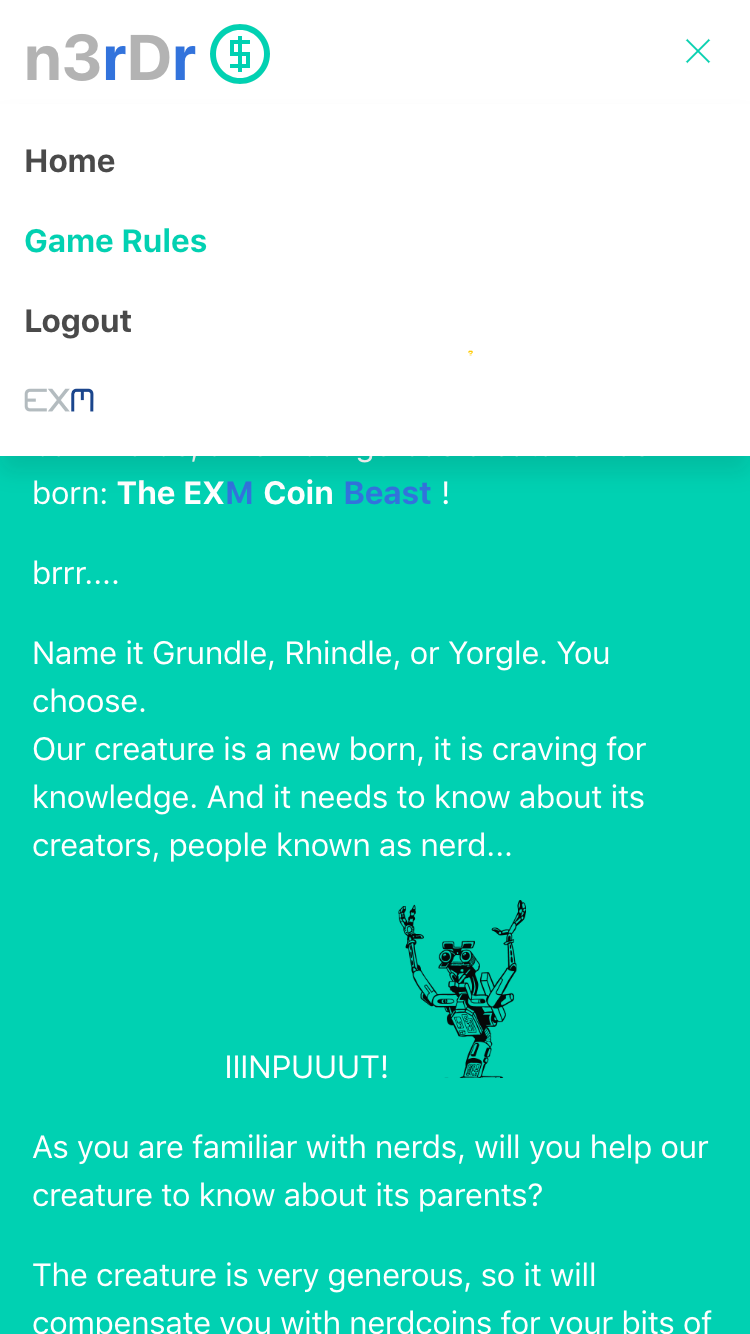 n3rDr
Home
Game Rules
Logout
EXM
born: The EXM Coin Beast !
brrr....
Name it Grundle, Rhindle, or Yorgle. You
choose.
Our creature is a new born, it is craving for
knowledge. And it needs to know about its
creators, people known as nerd...
IIINPUUUT!
As you are familiar with nerds, will you help our
creature to know about its parents?
The creature is very generous, so it will
compensate you with nerdcoins for your bits of